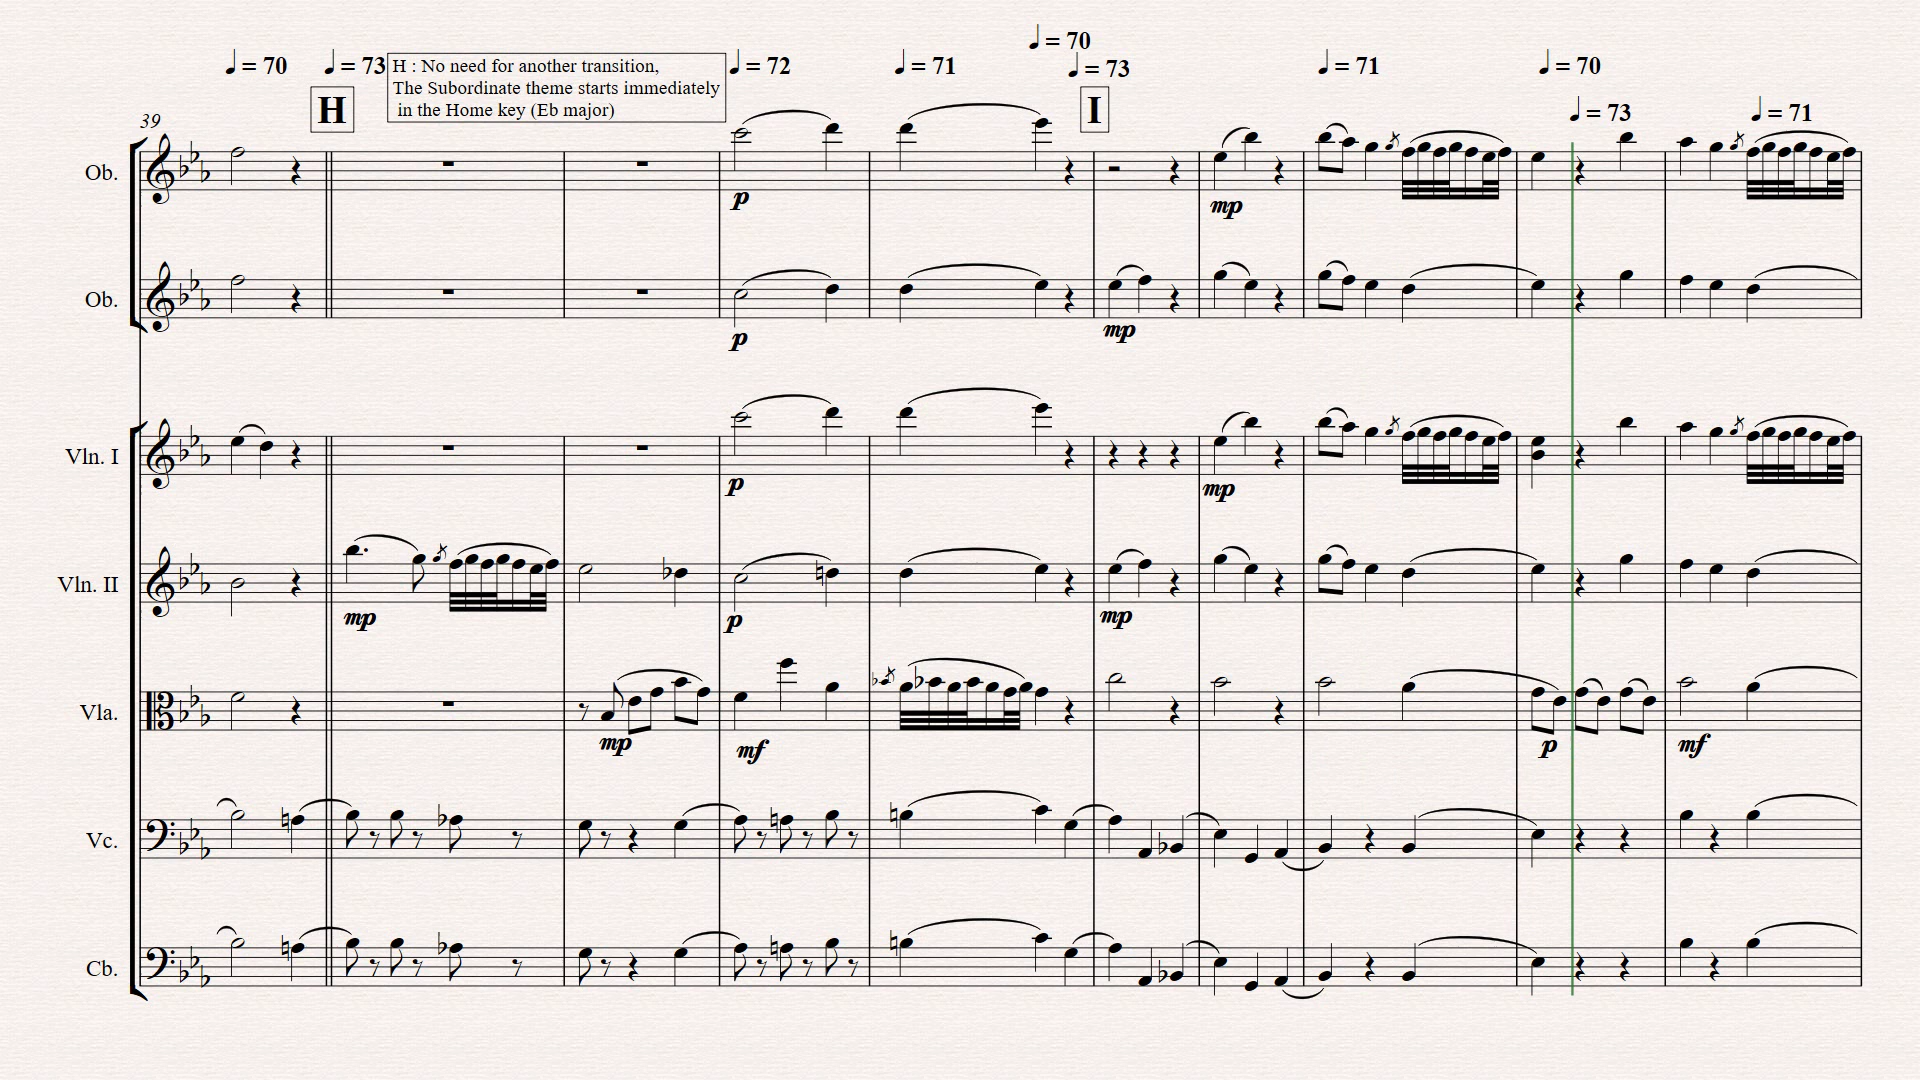 ♩ = 70 ♩ = 73 ♩ = 72 ♩ = 71 ♩ = 70 ♩ = 73 ♩ = 71 ♩ = 70 ♩ = 73 ♩ = 71
H
H : No need for another transition,
The Subordinate theme starts immediately
in the Home key (Eb major)
I
39
Ob.
p mp
Ob.
p mp
Vln. I
p mp
Vln. II
mp p mp
Vla.
mp mf p mf
Vc.
Cb.